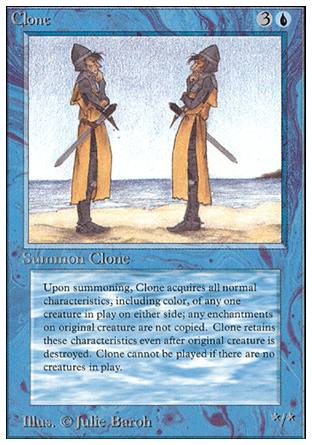 Clone 3
Summon Clone
Upon summoning, Clone acquires all normal
characteristics, including color, of any one
creature in play on either side; any enchantments
on original creature are not copied. Clone retains
these characteristics even after original creature is
destroyed. Clone cannot be played if there are no
creatures in play.
*/*
Illus. © Julie Baroh